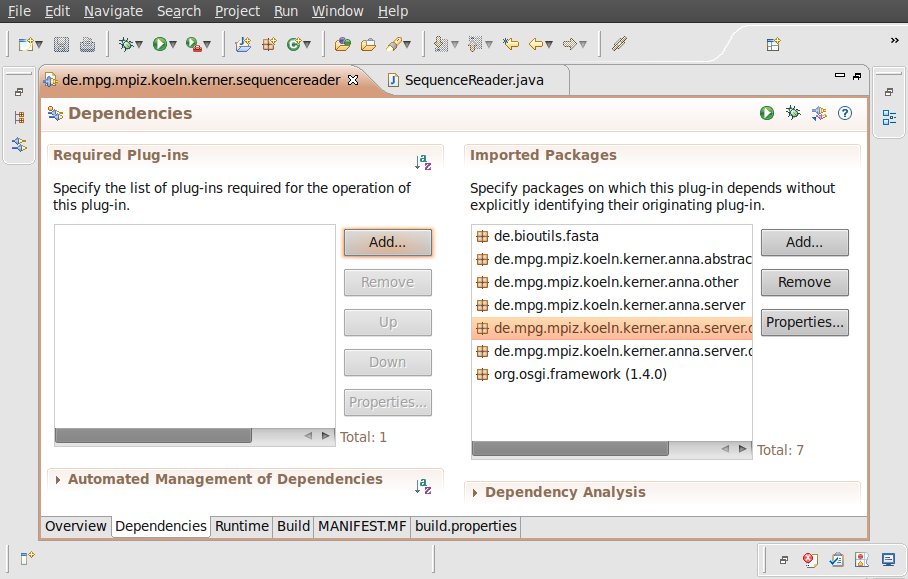 File Edit Navigate Search Project Run Window Help
»
de.mpg.mpiz.koeln.kerner.sequencereader
SequenceReader.java
Dependencies
Required Plug-ins
Specify the list of plug-ins required for the operation of
this plug-in.
Add...
Remove
Up
Down
Properties...
Total: 1
Automated Management of Dependencies
Imported Packages
Specify packages on which this plug-in depends without
explicitly identifying their originating plug-in.
de.bioutils.fasta
de.mpg.mpiz.koeln.kerner.anna.abstrac
de.mpg.mpiz.koeln.kerner.anna.other
de.mpg.mpiz.koeln.kerner.anna.server
de.mpg.mpiz.koeln.kerner.anna.server.d
de.mpg.mpiz.koeln.kerner.anna.server.d
org.osgi.framework (1.4.0)
Add...
Remove
Properties...
Total: 7
Dependency Analysis
Overview Dependencies Runtime Build MANIFEST.MF build.properties